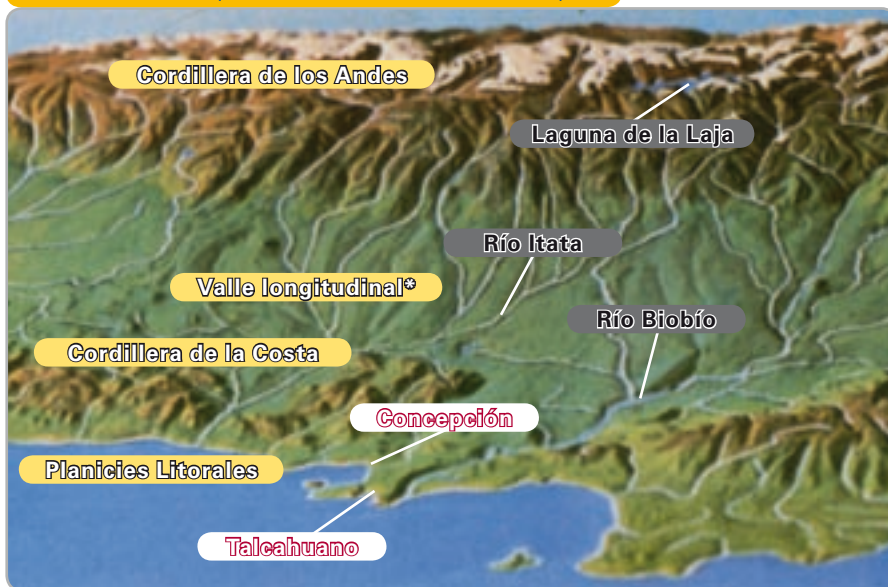 Cordillera de los Andes
Laguna de la Laja
Río Itata
Valle longitudinal*
Río Biobío
Cordillera de la Costa
Concepción
Planicies Litorales
Talcahuano